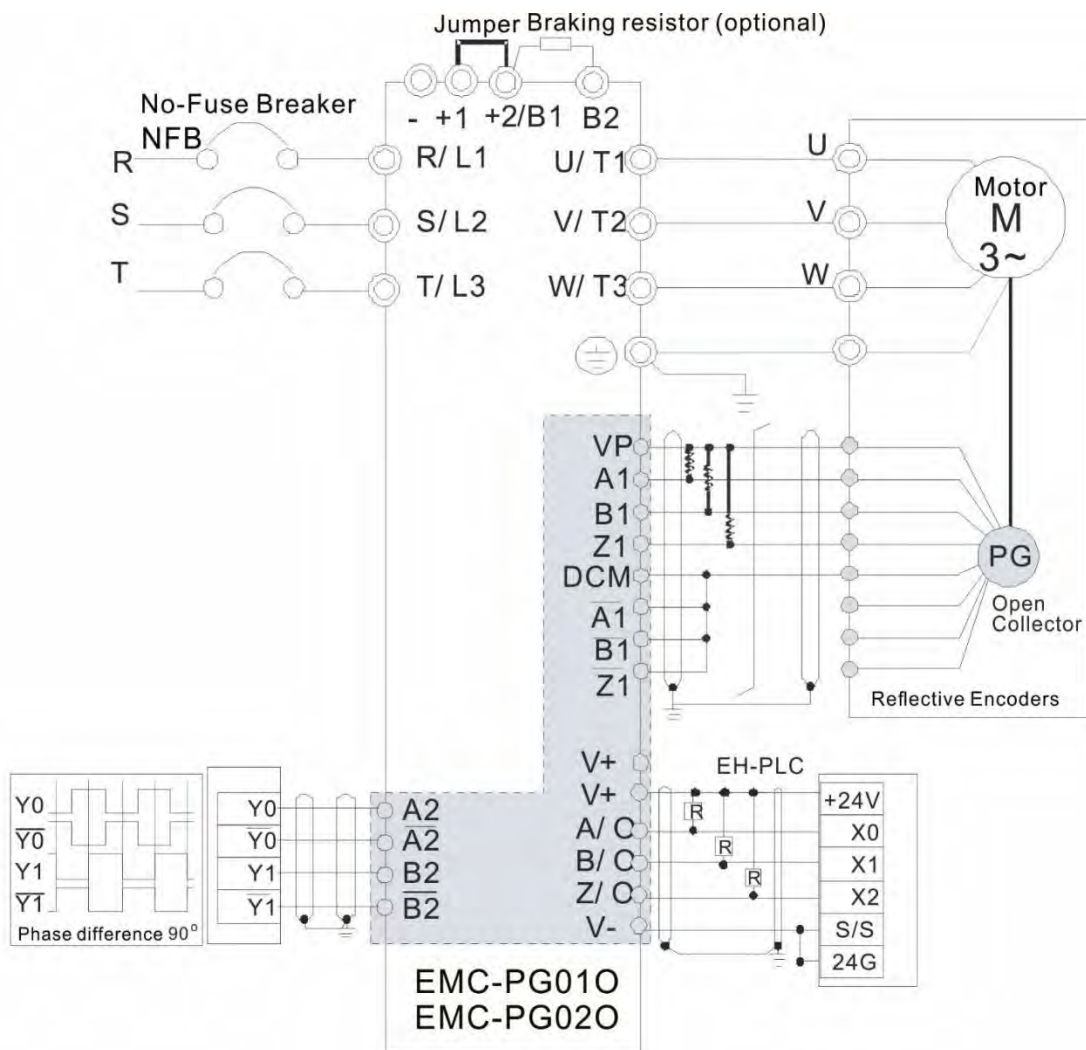 Jumper Braking resistor (optional)
No-Fuse Breaker
NFB
- +1 +2/B1 B2
R R/ L1 U/ T1 U
S S/ L2 V/ T2 V
T T/ L3 W/ T3 W
Motor
M
3~
VP
A1
B1
Z1
DCM
A1
B1
Z1
PG
Open
Collector
Reflective Encoders
V+ EH-PLC
V+ +24V
A/ O X0
B/ O X1
Z/ O X2
V- S/S
24G
R
R
R
Y0
Y0
Y1
Y1
Phase difference 90°
Y0 A2
Y0 A2
Y1 B2
Y1 B2
EMC-PG01O
EMC-PG02O